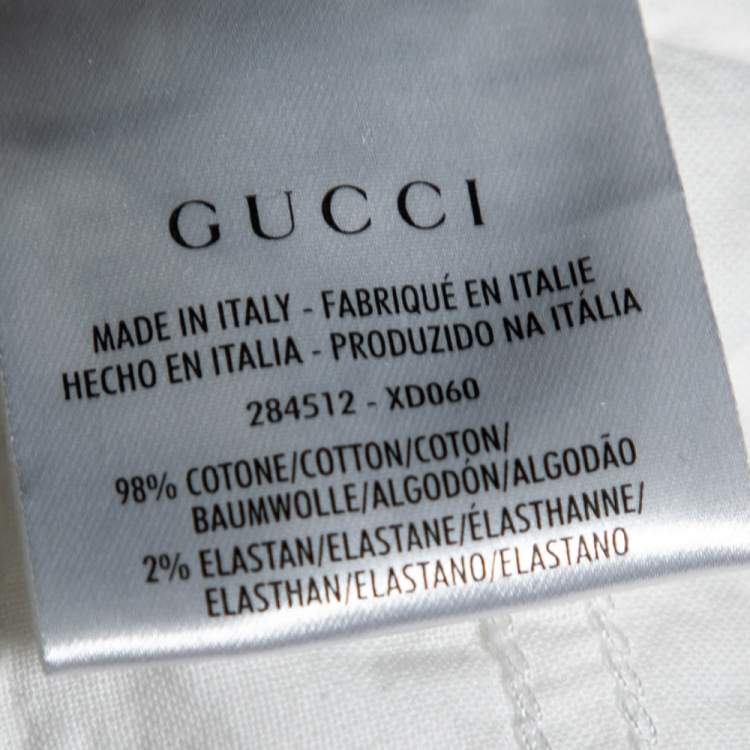 GUCCI
MADE IN ITALY - FABRIQUÉ EN ITALIE
HECHO EN ITALIA - PRODUZIDO NA ITÁLIA
284512 - XD060
98% COTONE/COTTON/COTON/
BAUMWOLLE/ALGODÓN/ALGODÃO
2% ELASTAN/ELASTANE/ÉLASTHANNE/
ELASTHAN/ELASTANO/ELASTANO